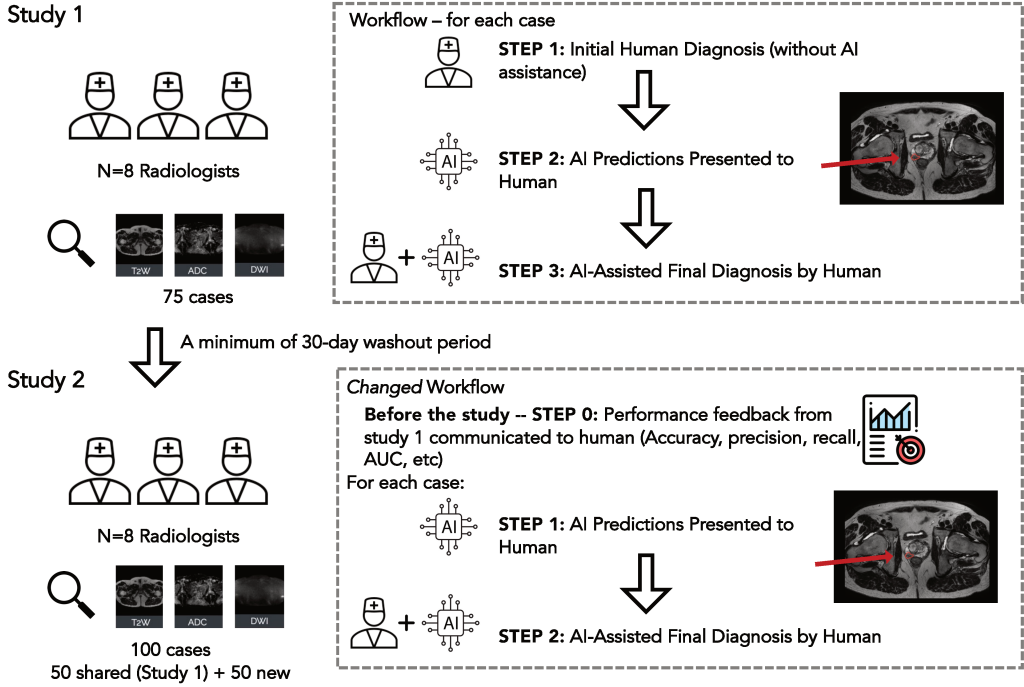 Study 1
N=8 Radiologists
T2W
ADC
DWI
75 cases
Workflow – for each case
STEP 1: Initial Human Diagnosis (without AI
assistance)
AI
STEP 2: AI Predictions Presented to
Human
+
AI
STEP 3: AI-Assisted Final Diagnosis by Human
A minimum of 30-day washout period
Study 2
N=8 Radiologists
T2W
ADC
DWI
100 cases
50 shared (Study 1) + 50 new
Changed Workflow
Before the study -- STEP 0: Performance feedback from
study 1 communicated to human (Accuracy, precision, recall,
AUC, etc)
For each case:
AI
STEP 1: AI Predictions Presented to
Human
+
AI
STEP 2: AI-Assisted Final Diagnosis by Human